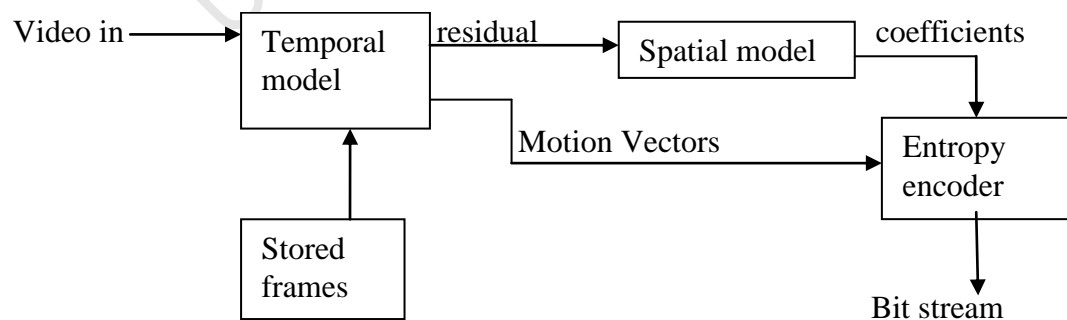 Video in
Temporal
model
residual
Spatial model
coefficients
Motion Vectors
Entropy
encoder
Stored
frames
Bit stream